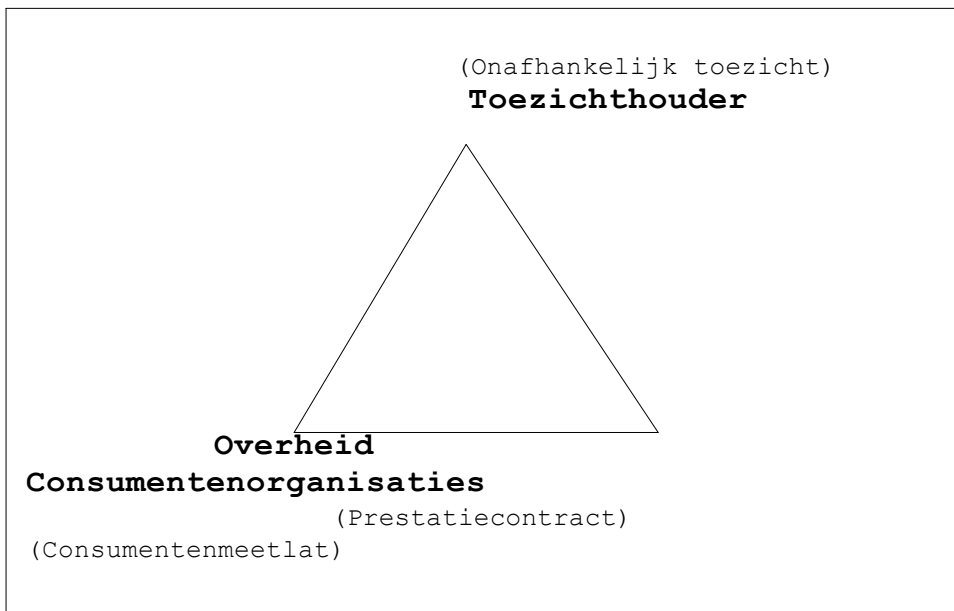 (Onafhankelijk toezicht)
Toezichthouder
Overheid
Consumentenorganisaties
(Prestatiecontract)
(Consumentenmeetlat)